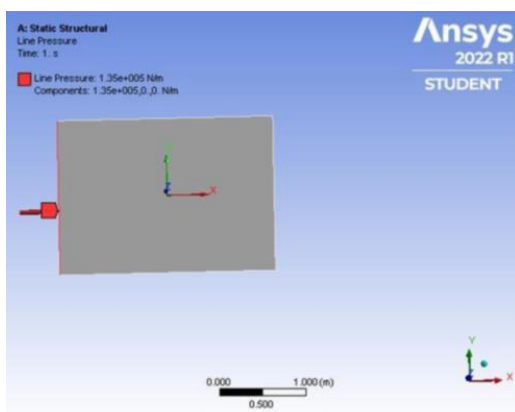 A: Static Structural
Line Pressure
Time: 1. s
Line Pressure: 1.35e+005 N/m
Components: 1.35e+005,0.,0. N/m
Ansys
2022 R1
STUDENT
Y
X
Z
0.000
1.000 (m)
0.500
Y
X